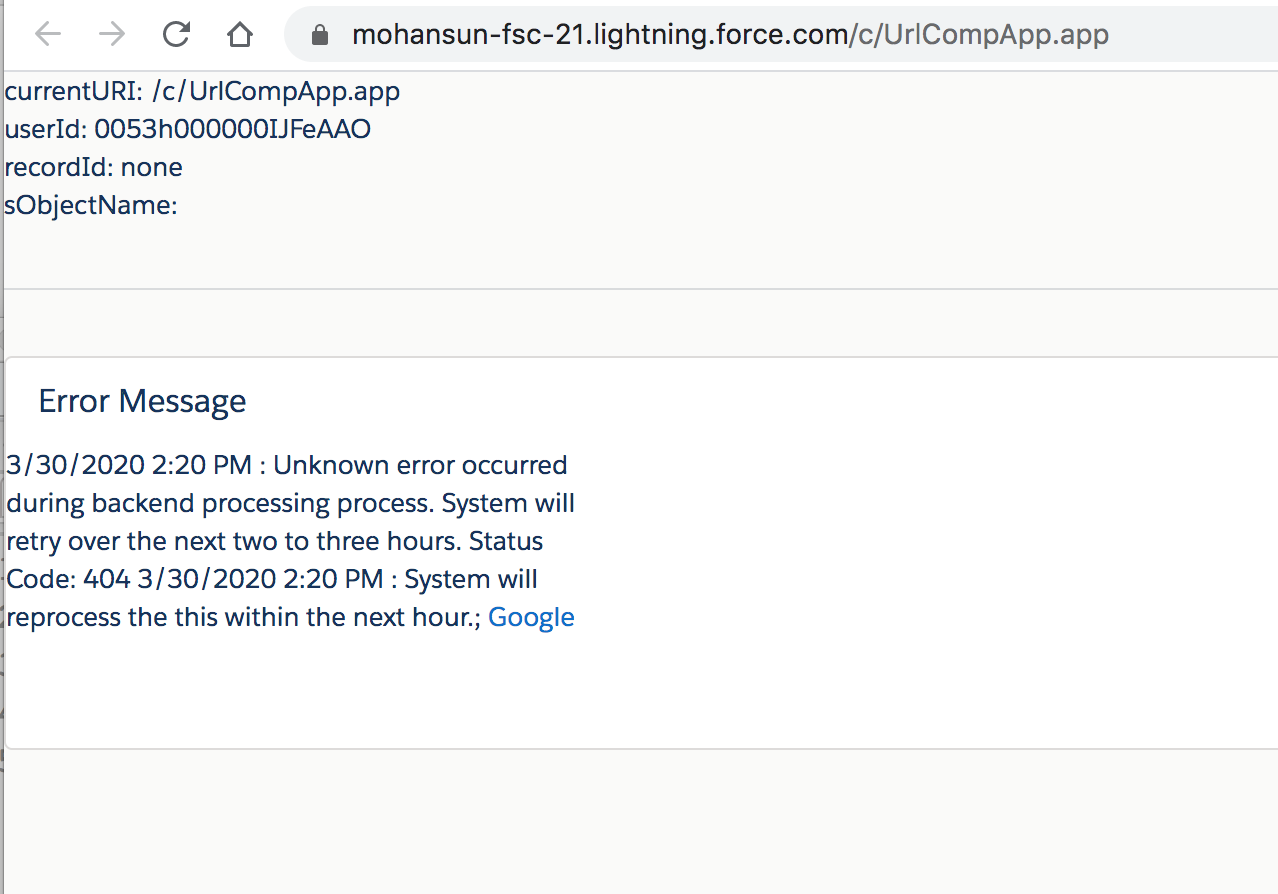 mohansun-fsc-21.lightning.force.com/c/UrlCompApp.app
currentURI: /c/UrlCompApp.app
userId: 0053h000000IJFeAAO
recordId: none
sObjectName:
Error Message
3/30/2020 2:20 PM : Unknown error occurred
during backend processing process. System will
retry over the next two to three hours. Status
Code: 404 3/30/2020 2:20 PM : System will
reprocess the this within the next hour.; Google